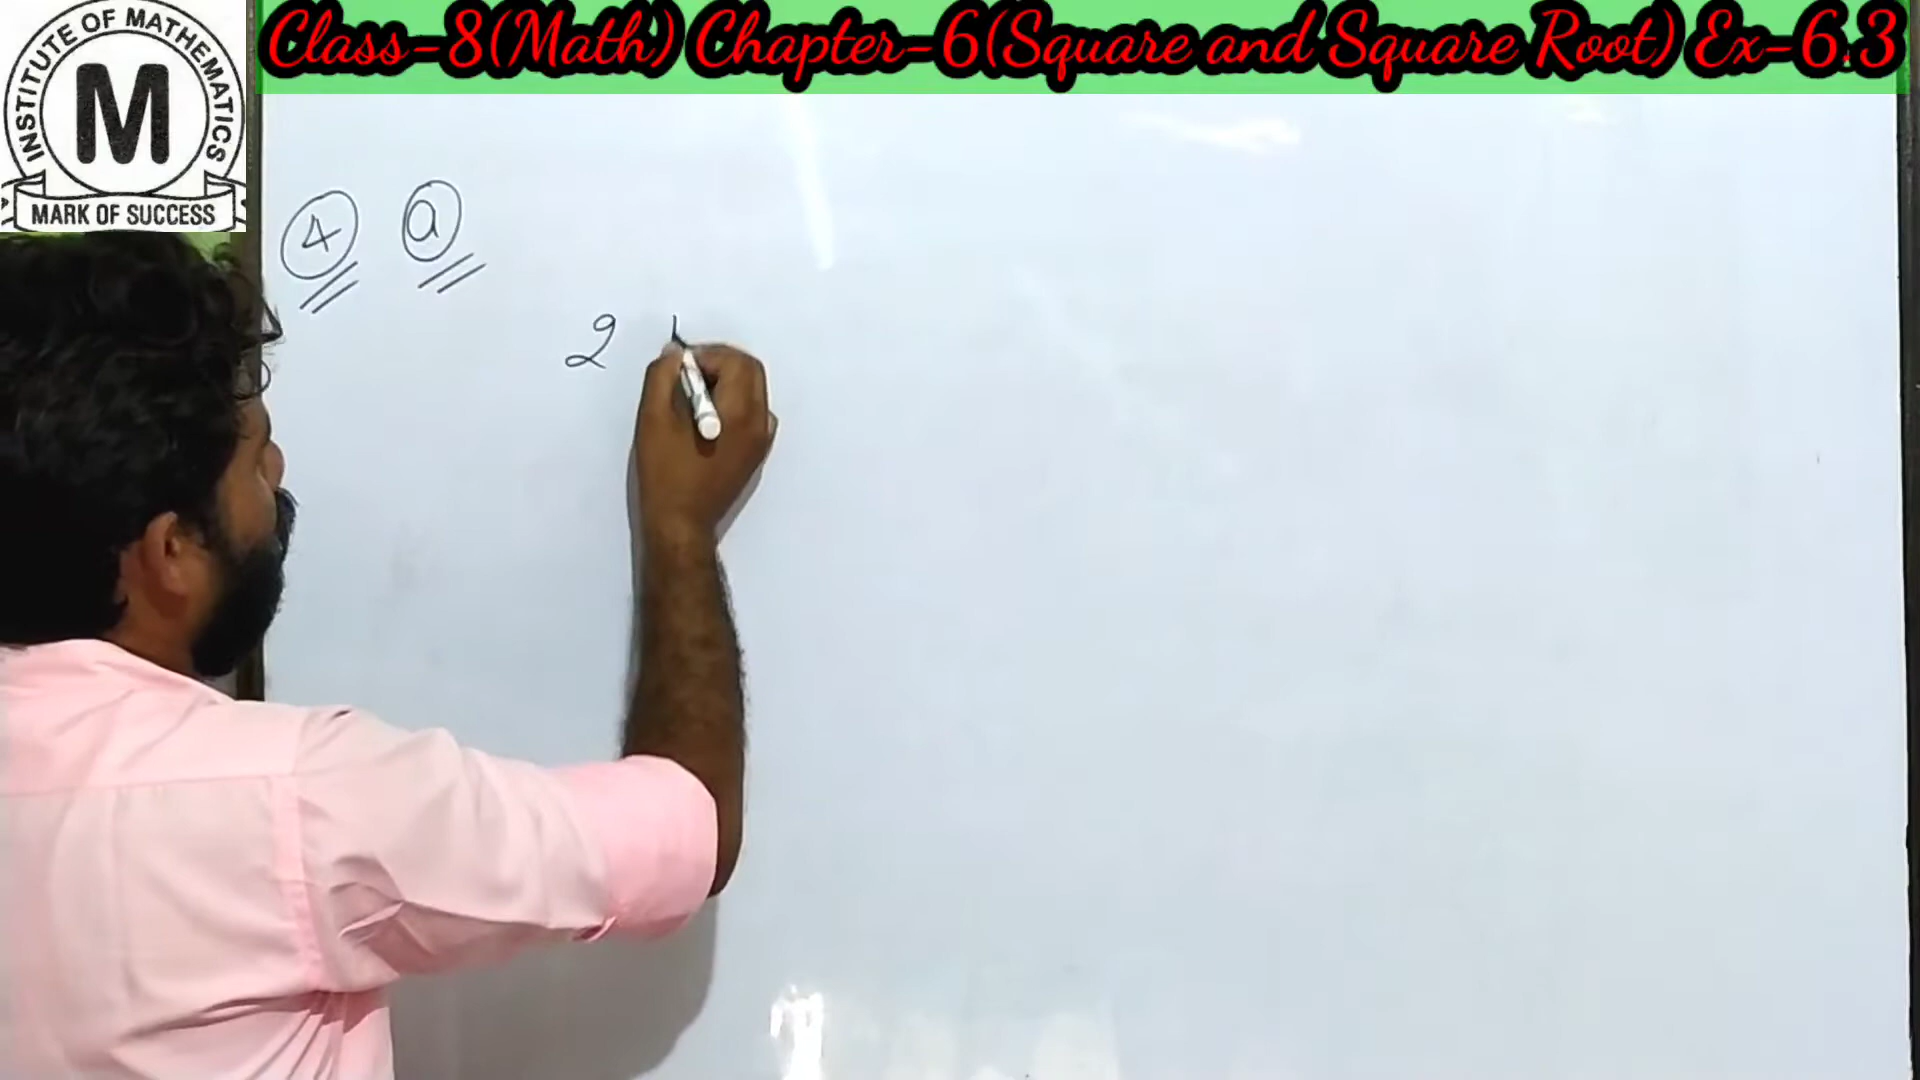 Class-8(Math) Chapter-6(Square and Square Root) Ex-6.3
INSTITUTE OF MATHEMATICS
M
MARK OF SUCCESS
4 a
2